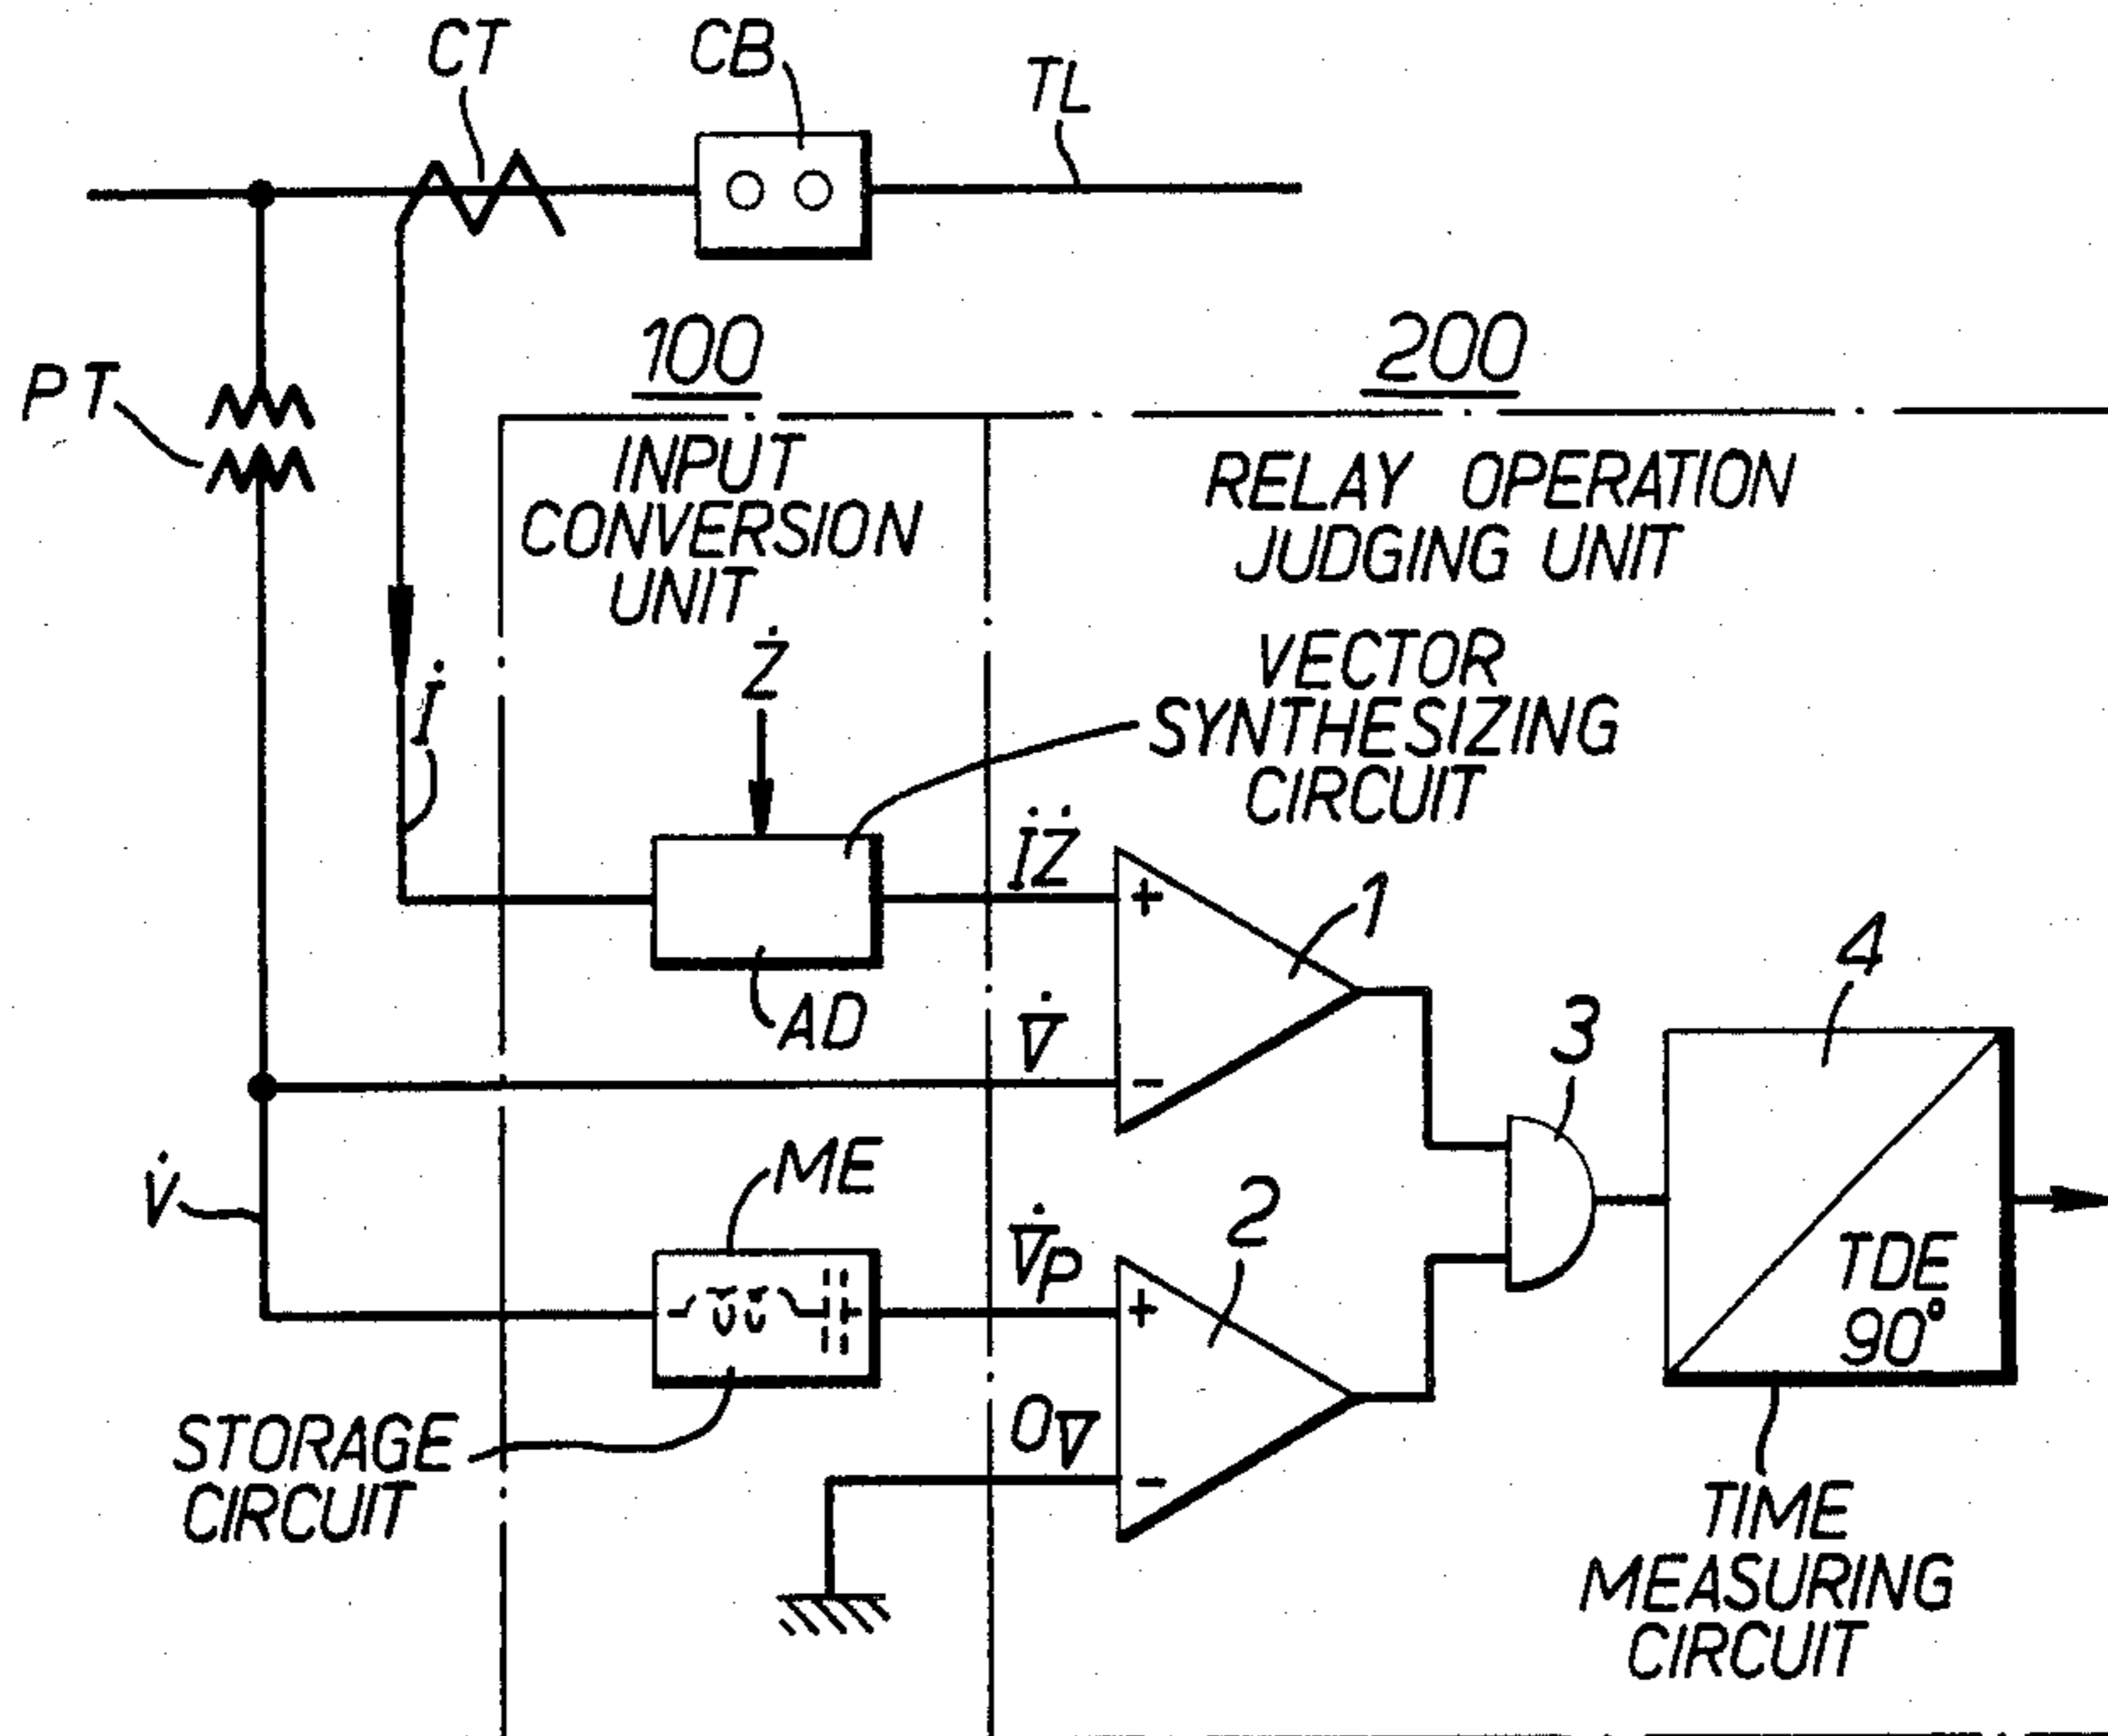 CT
CB
TL
PT
100
200
INPUT
CONVERSION
UNIT
RELAY OPERATION
JUDGING UNIT
İ
Ż
VECTOR
SYNTHESIZING
CIRCUIT
İŻ
+
1
AD
V̇
-
4
3
V̇
ME
V̇P
+
2
0V
-
TDE
90°
STORAGE
CIRCUIT
TIME
MEASURING
CIRCUIT